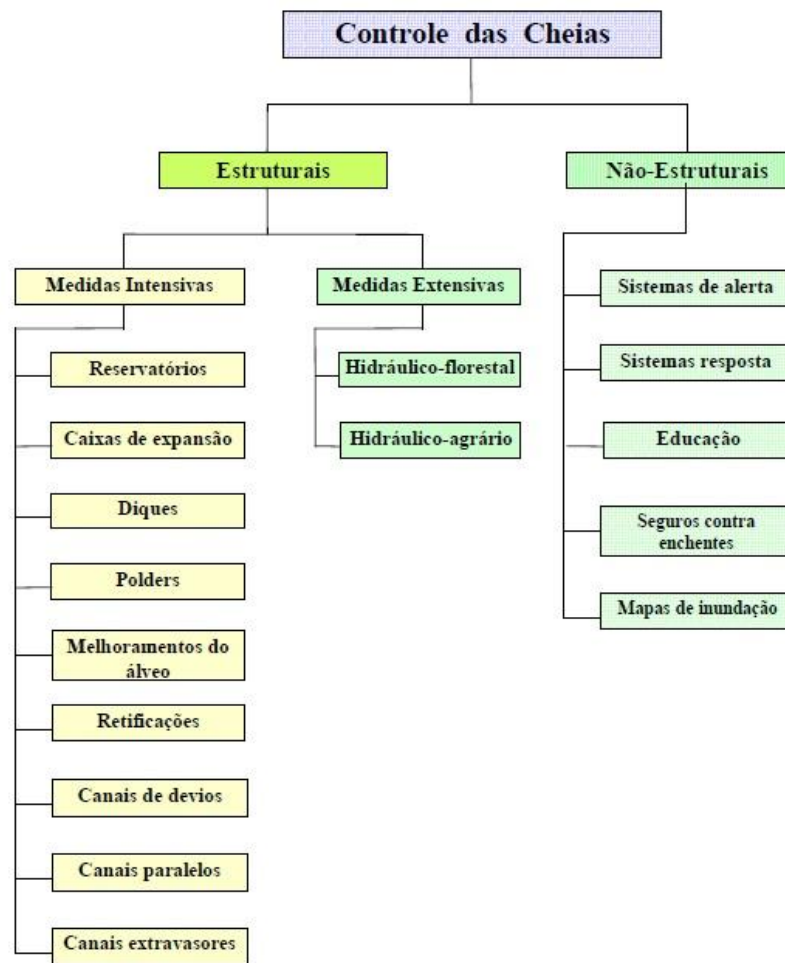 Controle das Cheias
Estruturais
Não-Estruturais
Medidas Intensivas
Medidas Extensivas
Reservatórios
Caixas de expansão
Diques
Polders
Melhoramentos do
álveo
Retificações
Canais de devios
Canais paralelos
Canais extravasores
Hidráulico-florestal
Hidráulico-agrário
Sistemas de alerta
Sistemas resposta
Educação
Seguros contra
enchentes
Mapas de inundação